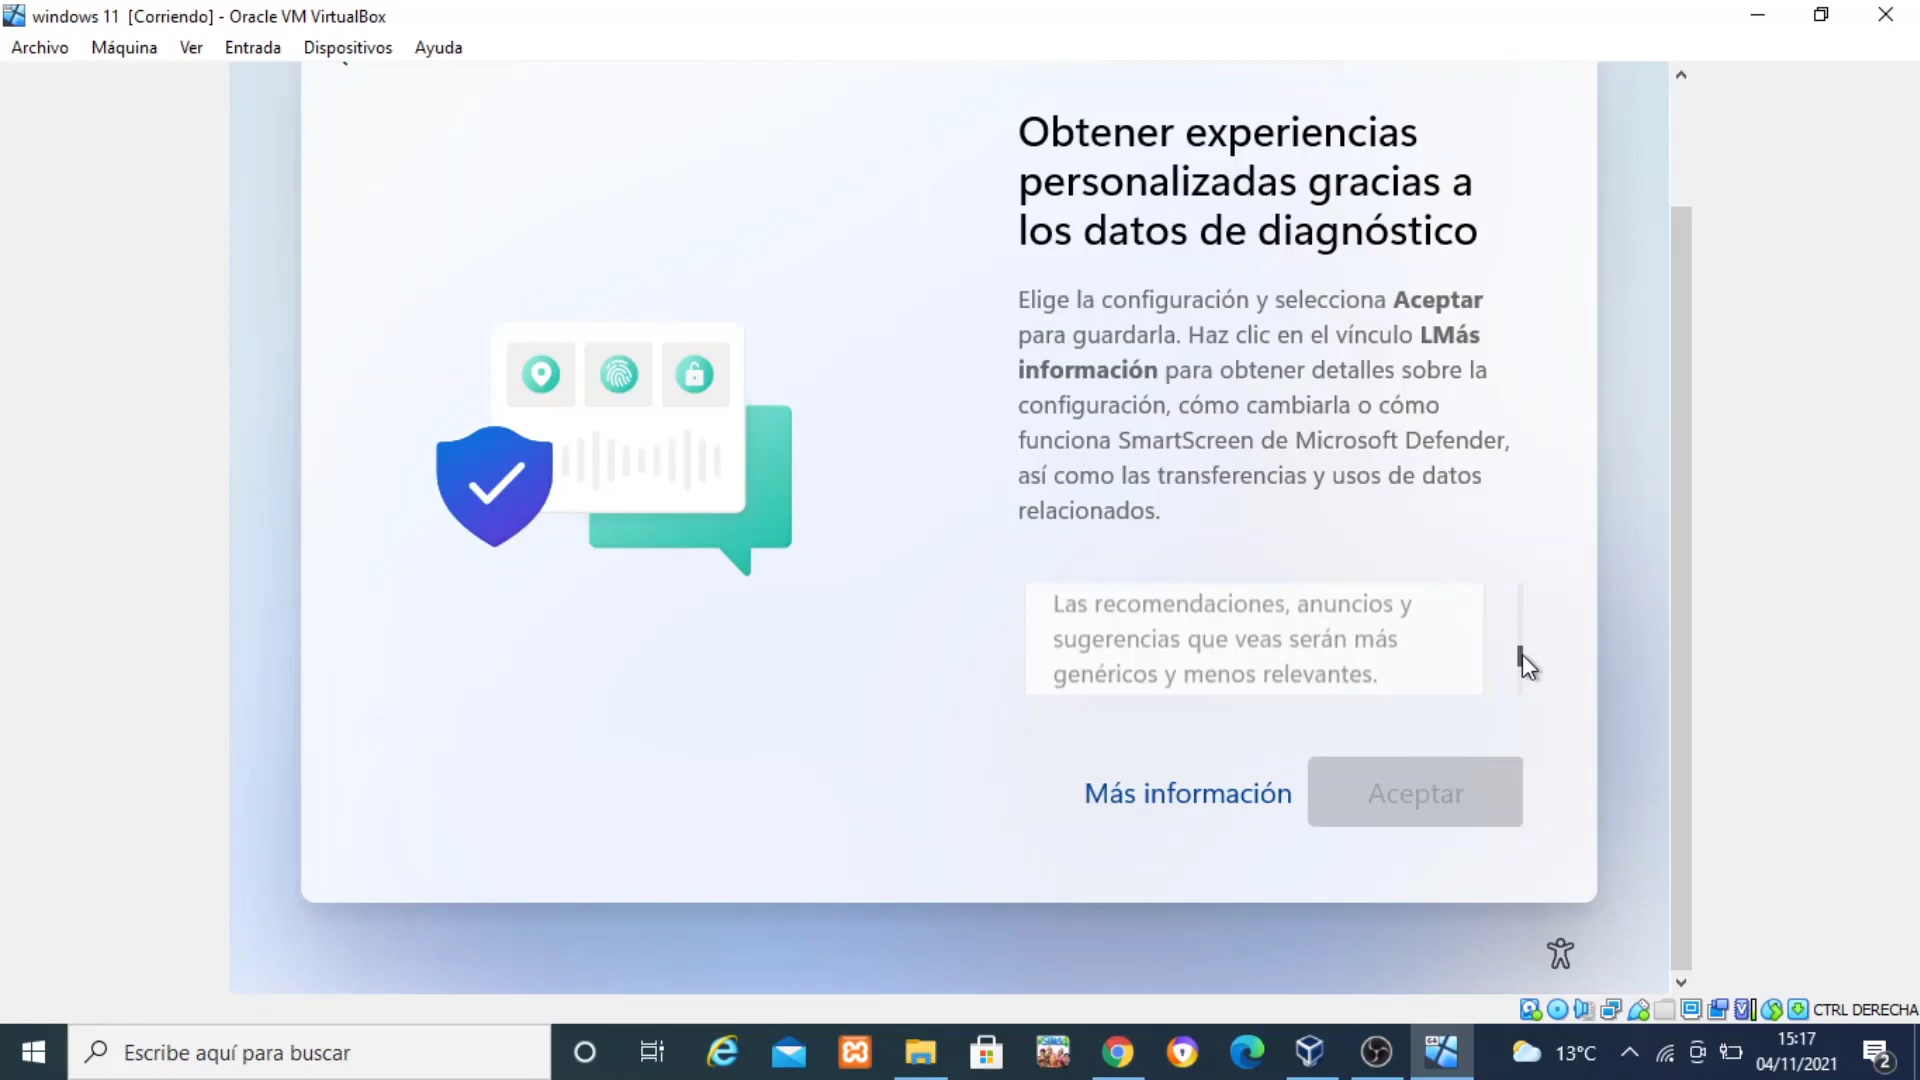 windows 11 [Corriendo] - Oracle VM VirtualBox
Archivo Máquina Ver Entrada Dispositivos Ayuda
Obtener experiencias
personalizadas gracias a
los datos de diagnóstico
Elige la configuración y selecciona Aceptar
para guardarla. Haz clic en el vínculo LMás
información para obtener detalles sobre la
configuración, cómo cambiarla o cómo
funciona SmartScreen de Microsoft Defender,
así como las transferencias y usos de datos
relacionados.
Las recomendaciones, anuncios y
sugerencias que veas serán más
genéricos y menos relevantes.
Más información Aceptar
CTRL DERECHA
Escribe aquí para buscar
13°C
15:17
04/11/2021
2